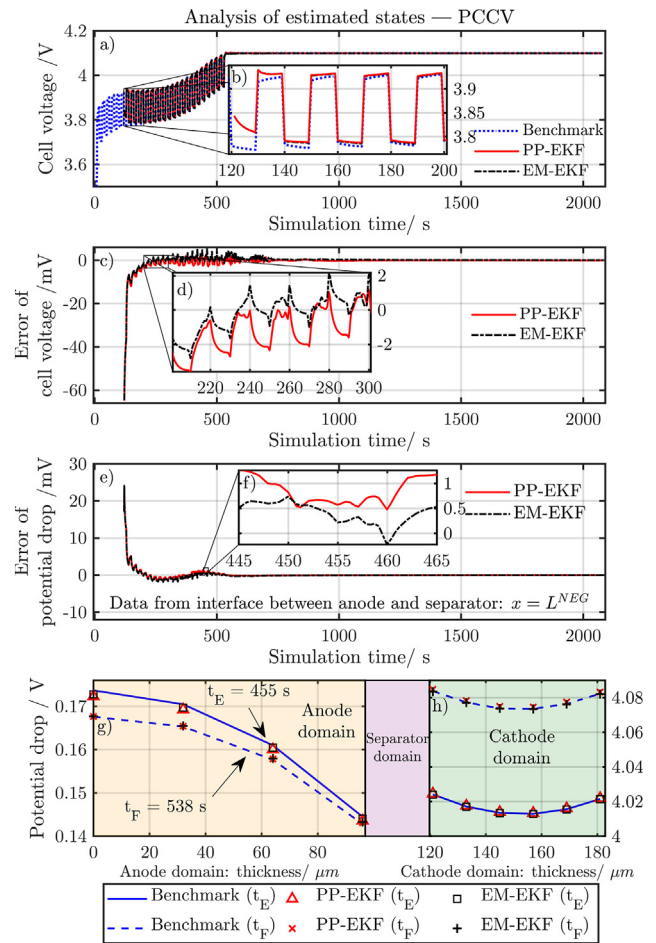 Analysis of estimated states — PCCV
a)
Cell voltage /V
4.2
4
3.8
3.6
b)
3.9
3.85
3.8
120 140 160 180 200
Benchmark
PP-EKF
EM-EKF
0 500 1000 1500 2000
Simulation time/ s
c)
Error of
cell voltage /mV
0
-20
-40
-60
d)
2
0
-2
220 240 260 280 300
PP-EKF
EM-EKF
0 500 1000 1500 2000
Simulation time/ s
e)
Error of
potential drop /mV
30
20
10
0
-10
f)
1
0.5
0
445 450 455 460 465
PP-EKF
EM-EKF
Data from interface between anode and separator: x = L^NEG
0 500 1000 1500 2000
Simulation time/ s
Potential drop / V
0.17
0.16
0.15
0.14
g)
t_E = 455 s
t_F = 538 s
Anode
domain
Separator
domain
h)
Cathode
domain
4.08
4.06
4.04
4.02
4
0 20 40 60 80 120 140 160 180
Anode domain: thickness/ μm
Cathode domain: thickness/ μm
Benchmark (t_E) PP-EKF (t_E) EM-EKF (t_E)
Benchmark (t_F) PP-EKF (t_F) EM-EKF (t_F)